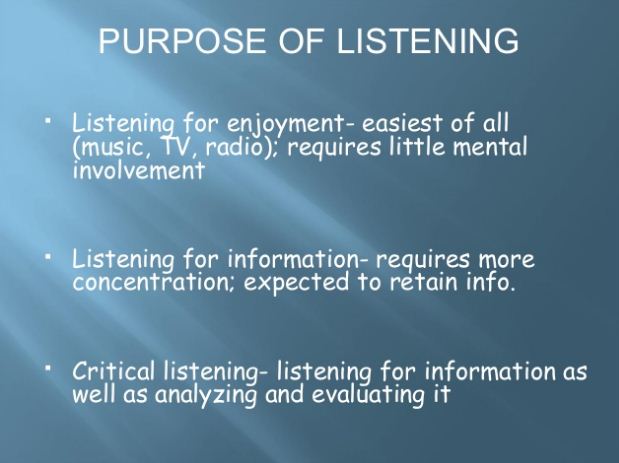 PURPOSE OF LISTENING
▪ Listening for enjoyment- easiest of all
(music, TV, radio); requires little mental
involvement
▪ Listening for information- requires more
concentration; expected to retain info.
▪ Critical listening- listening for information as
well as analyzing and evaluating it